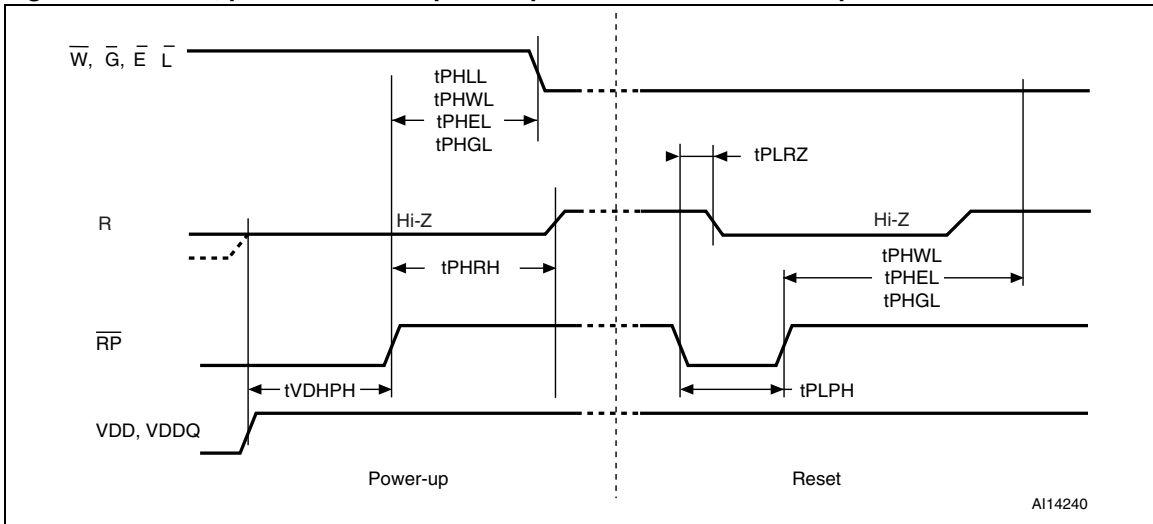 W, G, E L
tPHLL
tPHWL
tPHEL
tPHGL
tPLRZ
R
Hi-Z
Hi-Z
tPHRH
tPHWL
tPHEL
tPHGL
RP
tVDHPH
tPLPH
VDD, VDDQ
Power-up
Reset
AI14240